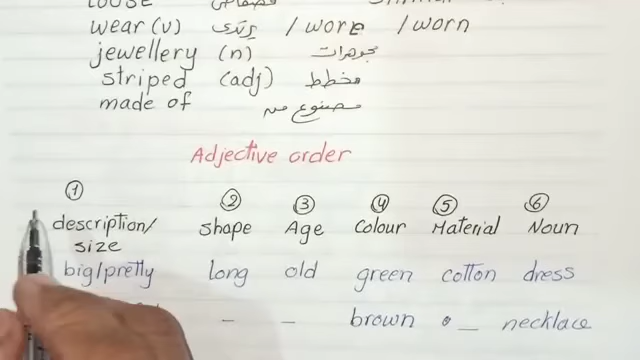 wear (v) يرتدى / wore / worn
jewellery (n) مجوهرات
striped (adj) مخطط
made of مصنوع من
Adjective order
① ② ③ ④ ⑤ ⑥
description/ shape Age Colour Material Noun
size
big/pretty long old green cotton dress
– – brown – necklace